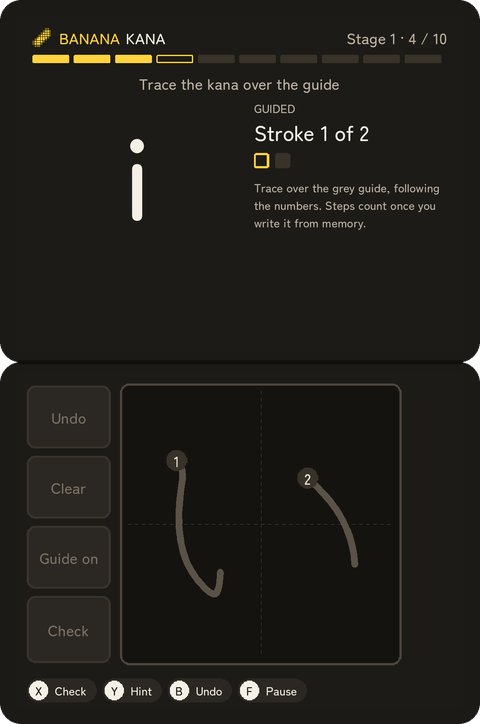 BANANA KANA
Stage 1 · 4 / 10
Trace the kana over the guide
i
GUIDED
Stroke 1 of 2
Trace over the grey guide, following
the numbers. Steps count once you
write it from memory.
Undo
Clear
Guide on
Check
1
2
X Check
Y Hint
B Undo
F Pause